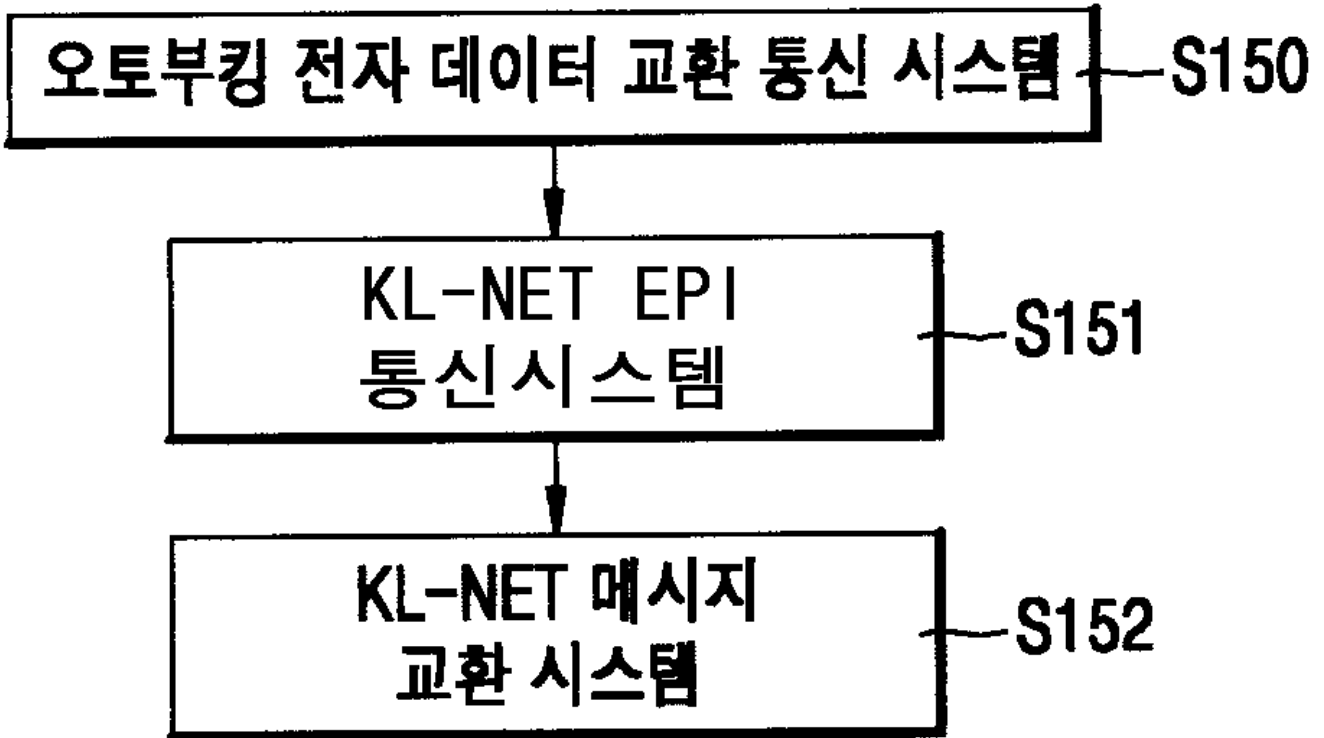 오토부킹 전자 데이터 교환 통신 시스템
S150
KL-NET EPI
통신시스템
S151
KL-NET 메시지
교환 시스템
S152